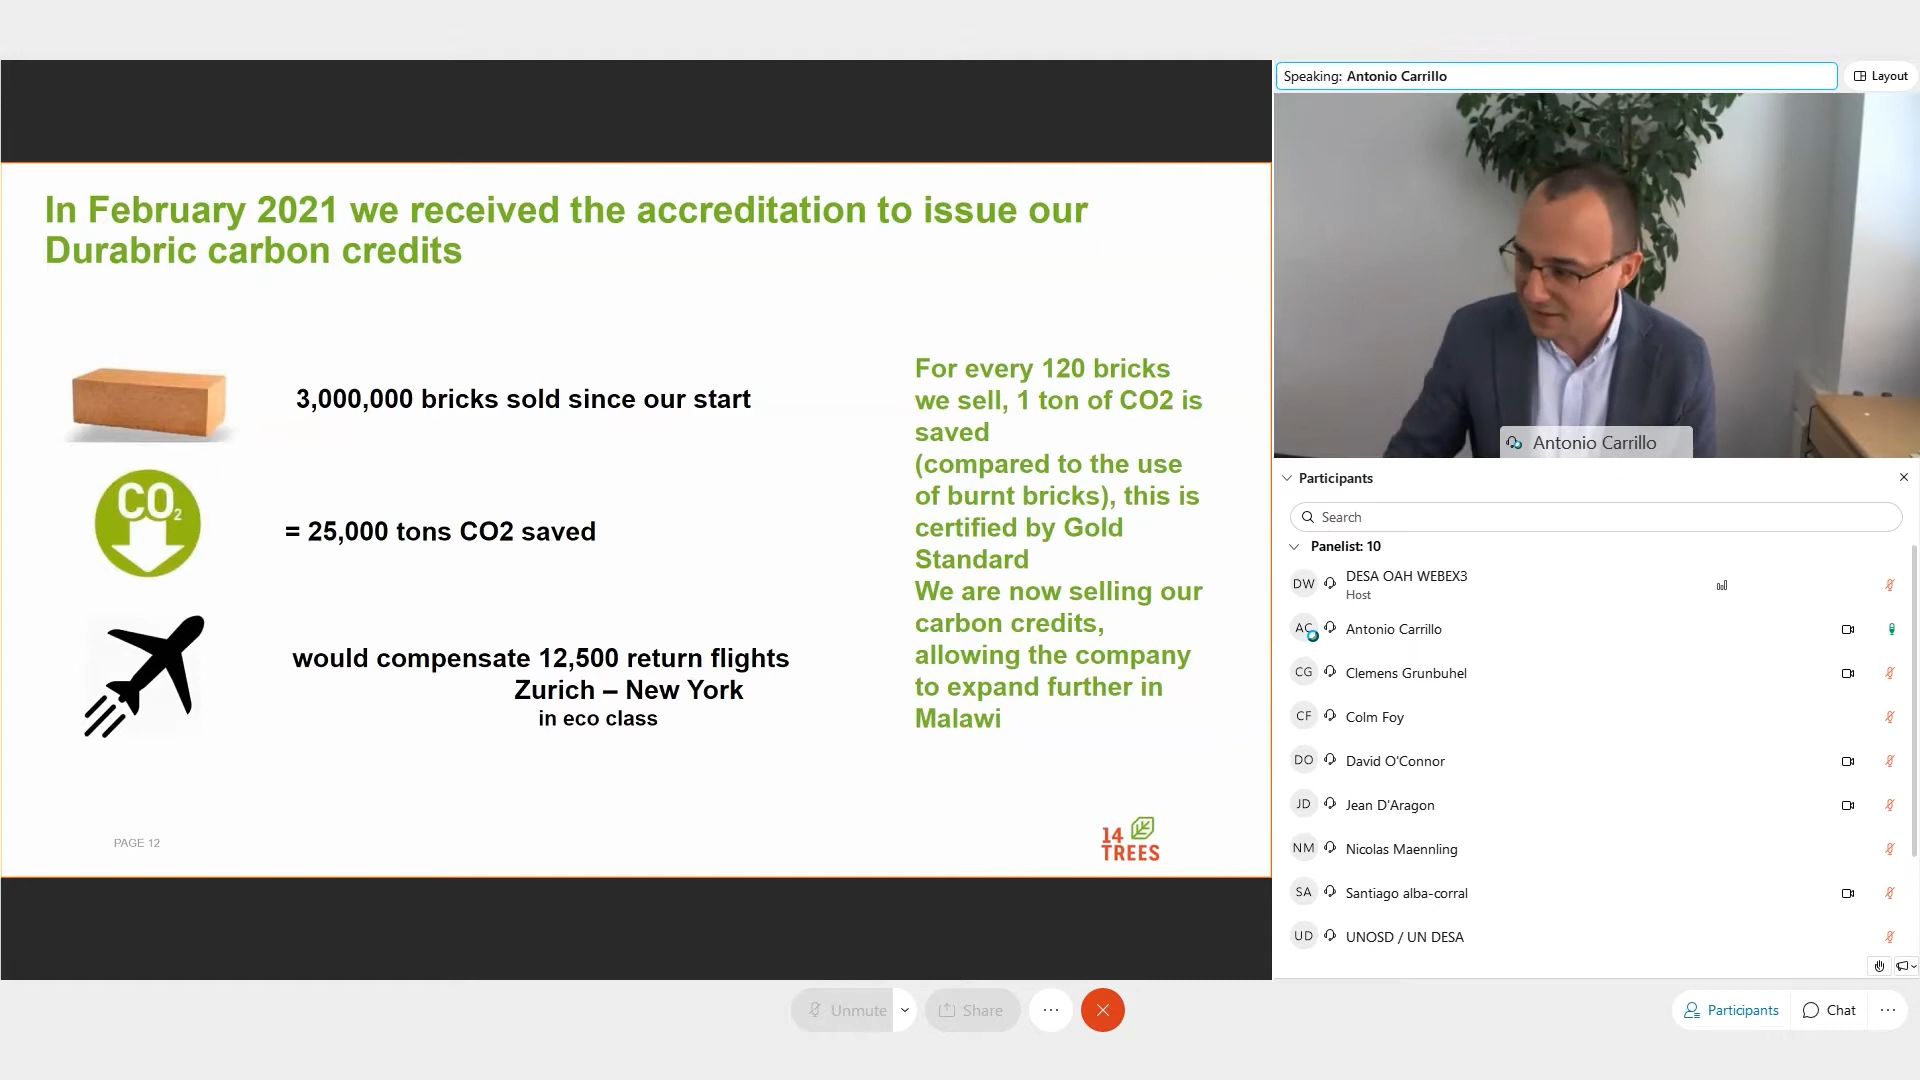 In February 2021 we received the accreditation to issue our
Durabric carbon credits
3,000,000 bricks sold since our start
CO2
= 25,000 tons CO2 saved
would compensate 12,500 return flights
Zurich – New York
in eco class
For every 120 bricks
we sell, 1 ton of CO2 is
saved
(compared to the use
of burnt bricks), this is
certified by Gold
Standard
We are now selling our
carbon credits,
allowing the company
to expand further in
Malawi
PAGE 12
14
TREES
Speaking: Antonio Carrillo
Layout
Antonio Carrillo
Participants
Search
Panelist: 10
DW DESA OAH WEBEX3
Host
AC Antonio Carrillo
CG Clemens Grunbuhel
CF Colm Foy
DO David O'Connor
JD Jean D'Aragon
NM Nicolas Maennling
SA Santiago alba-corral
UD UNOSD / UN DESA
Unmute
Share
Participants
Chat